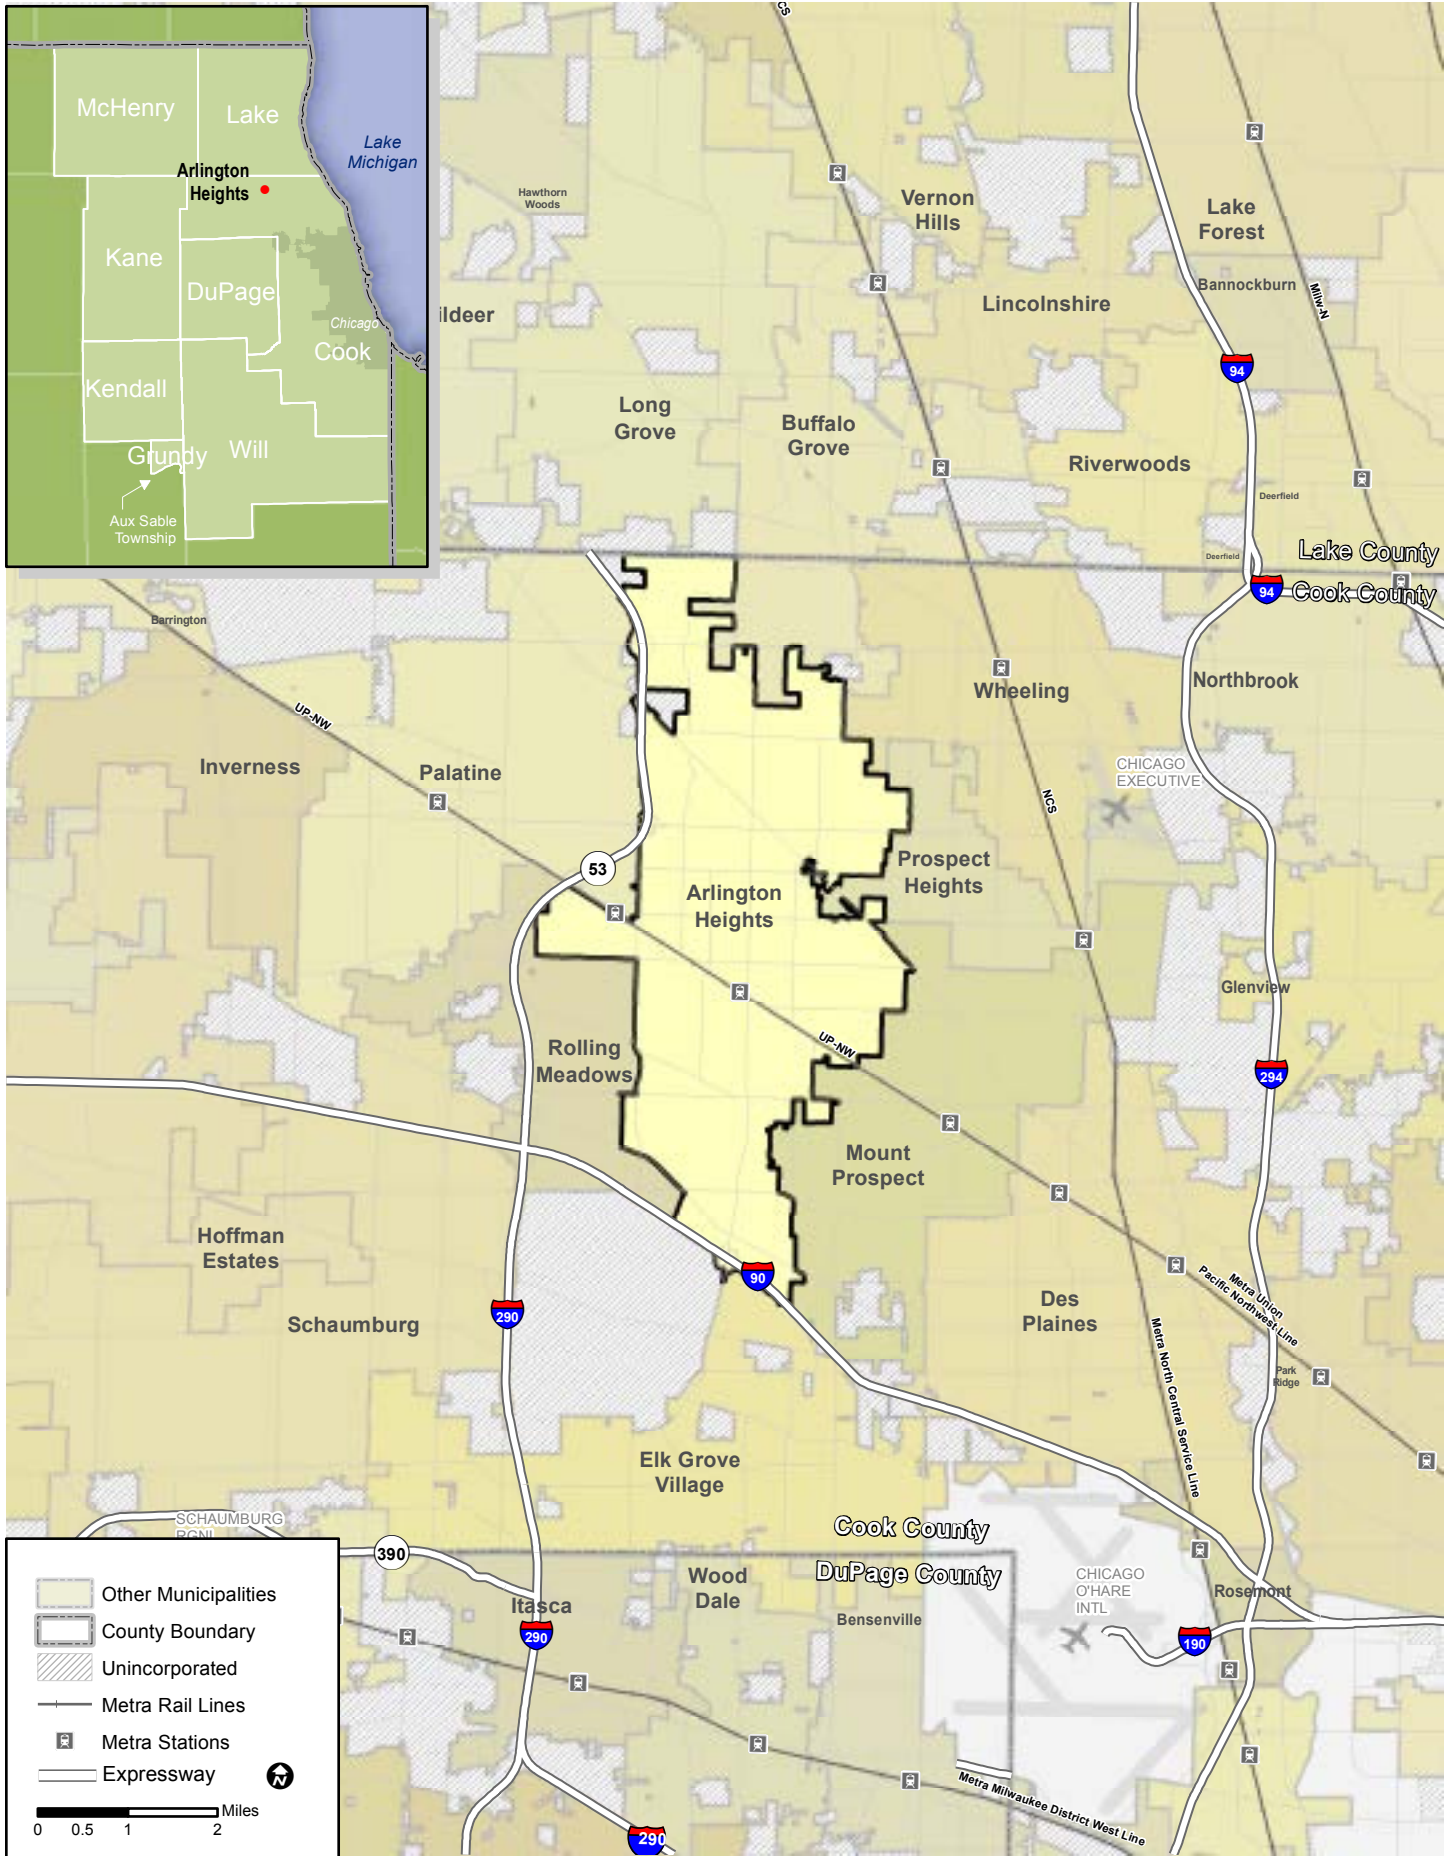 McHenry
Lake
Lake
Michigan
Arlington
Heights
Kane
DuPage
Chicago
Cook
Kendall
Grundy
Will
Aux Sable
Township
CS
Hawthorn
Woods
Vernon
Hills
Lake
Forest
Bannockburn
Milw-N
ildeer
Lincolnshire
94
Long
Grove
Buffalo
Grove
Riverwoods
Deerfield
Deerfield
Lake County
94
Cook County
Barrington
UP-NW
Inverness
Palatine
Wheeling
Northbrook
CHICAGO
EXECUTIVE
NCS
53
Prospect
Heights
Arlington
Heights
Glenview
Rolling
Meadows
UP-NW
294
Mount
Prospect
Hoffman
Estates
90
Schaumburg
290
Des
Plaines
Metra Union
Pacific Northwest Line
Park
Ridge
Metra North Central Service Line
Elk Grove
Village
SCHAUMBURG
RGNL
Cook County
390
DuPage County
Wood
Dale
CHICAGO
O'HARE
INTL
Rosemont
Itasca
Bensenville
290
190
Metra Milwaukee District West Line
290
Other Municipalities
County Boundary
Unincorporated
Metra Rail Lines
Metra Stations
Expressway
N
Miles
0 0.5 1 2